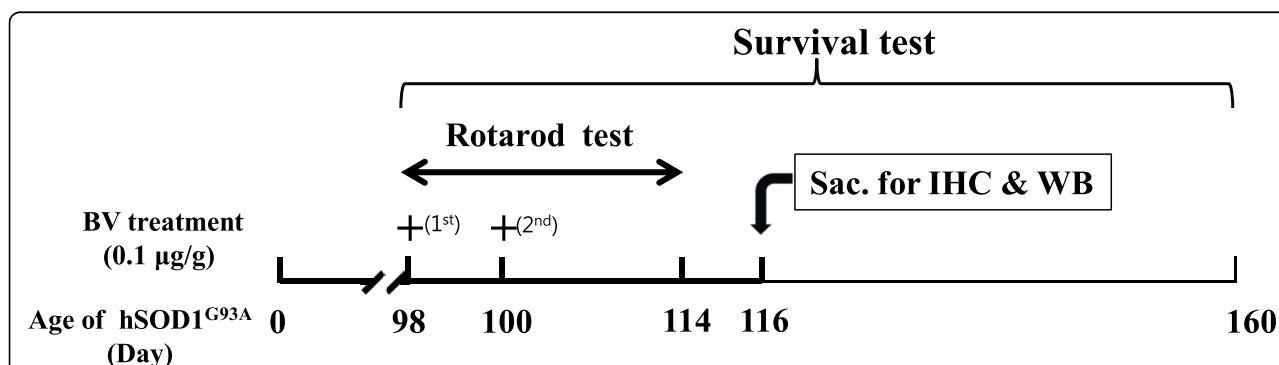 Survival test
Rotarod test
Sac. for IHC & WB
BV treatment
(0.1 μg/g)
(1st)
(2nd)
Age of hSOD1G93A
(Day)
0
98
100
114
116
160